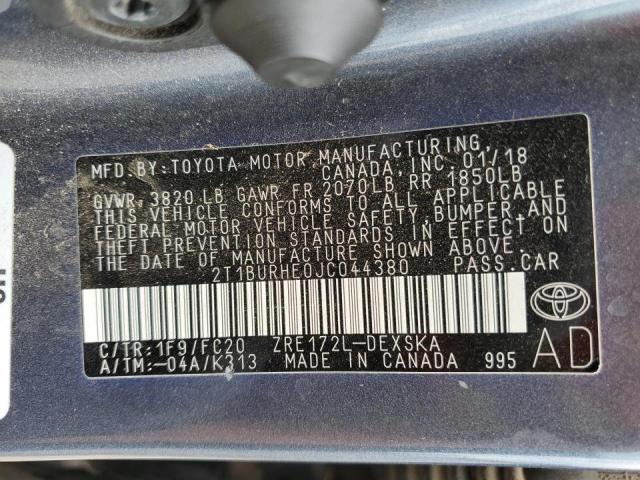 MFD. BY: TOYOTA MOTOR MANUFACTURING,
CANADA, INC. 01/18
GVWR 3820 LB GAWR FR 2070LB RR 1850LB
THIS VEHICLE CONFORMS TO ALL APPLICABLE
FEDERAL MOTOR VEHICLE SAFETY, BUMPER, AND
THEFT PREVENTION STANDARDS IN EFFECT ON
THE DATE OF MANUFACTURE SHOWN ABOVE.
2T1BURHE0JC044380 PASS. CAR
C/TR: 1F9/FC20 ZRE172L-DEXSKA
A/TM: -04A/K313 MADE IN CANADA 995
AD